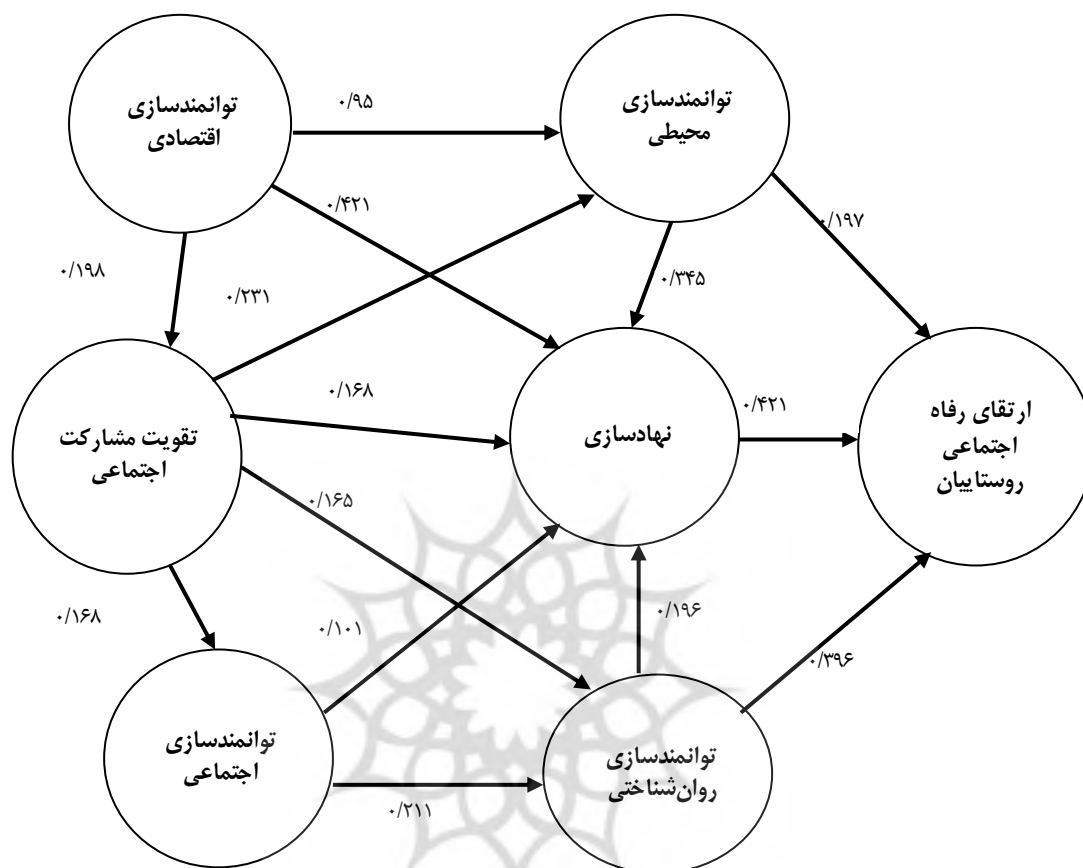 توانمندسازی
اقتصادی
۰/۹۵
توانمندسازی
محیطی
۰/۴۲۱
۰/۱۹۷
۰/۱۹۸
۰/۲۳۱
۰/۳۴۵
تقویت مشارکت
اجتماعی
۰/۱۶۸
نهادسازی
۰/۴۲۱
ارتقای رفاه
اجتماعی
روستاییان
۰/۱۶۵
۰/۱۶۸
۰/۱۰۱
۰/۱۹۶
۰/۳۹۶
توانمندسازی
اجتماعی
۰/۲۱۱
توانمندسازی
روان‌شناختی